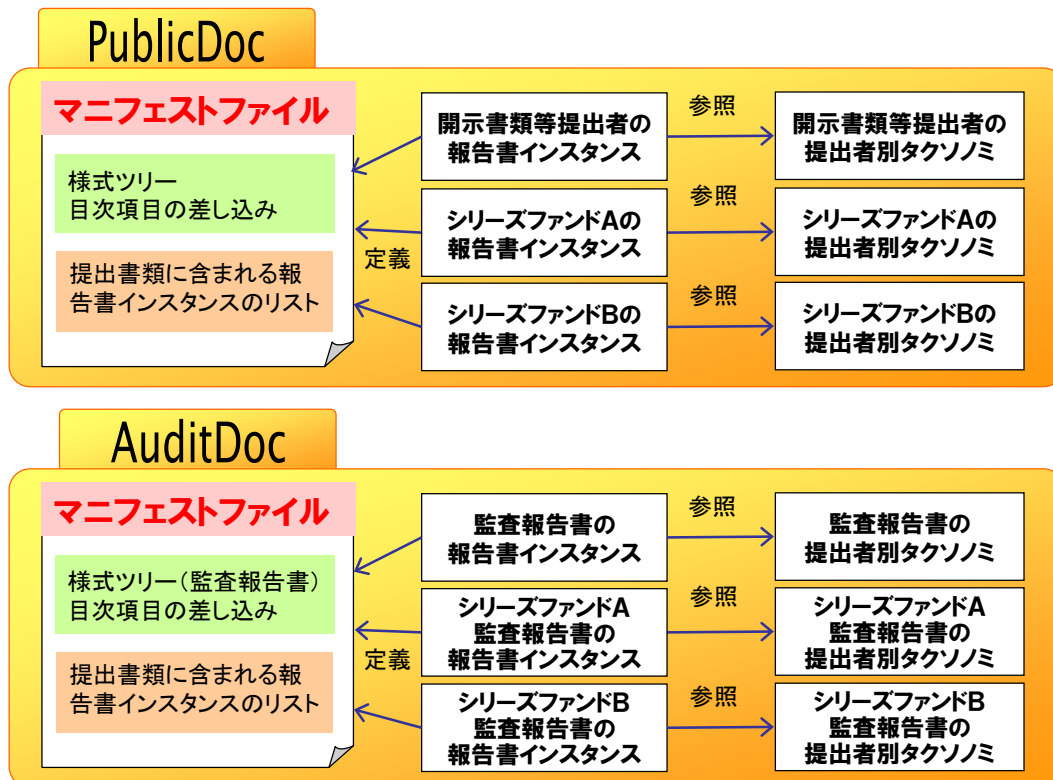 PublicDoc
マニフェストファイル
様式ツリー
目次項目の差し込み
提出書類に含まれる報
告書インスタンスのリスト
定義
開示書類等提出者の
報告書インスタンス
参照
開示書類等提出者の
提出者別タクソノミ
シリーズファンドAの
報告書インスタンス
参照
シリーズファンドAの
提出者別タクソノミ
シリーズファンドBの
報告書インスタンス
参照
シリーズファンドBの
提出者別タクソノミ
AuditDoc
マニフェストファイル
様式ツリー（監査報告書）
目次項目の差し込み
提出書類に含まれる報
告書インスタンスのリスト
定義
監査報告書の
報告書インスタンス
参照
監査報告書の
提出者別タクソノミ
シリーズファンドA
監査報告書の
報告書インスタンス
参照
シリーズファンドA
監査報告書の
提出者別タクソノミ
シリーズファンドB
監査報告書の
報告書インスタンス
参照
シリーズファンドB
監査報告書の
提出者別タクソノミ